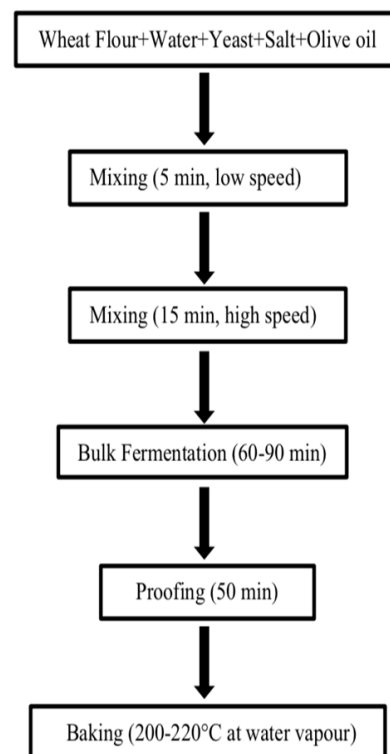 Wheat Flour+Water+Yeast+Salt+Olive oil
Mixing (5 min, low speed)
Mixing (15 min, high speed)
Bulk Fermentation (60-90 min)
Proofing (50 min)
Baking (200-220°C at water vapour)